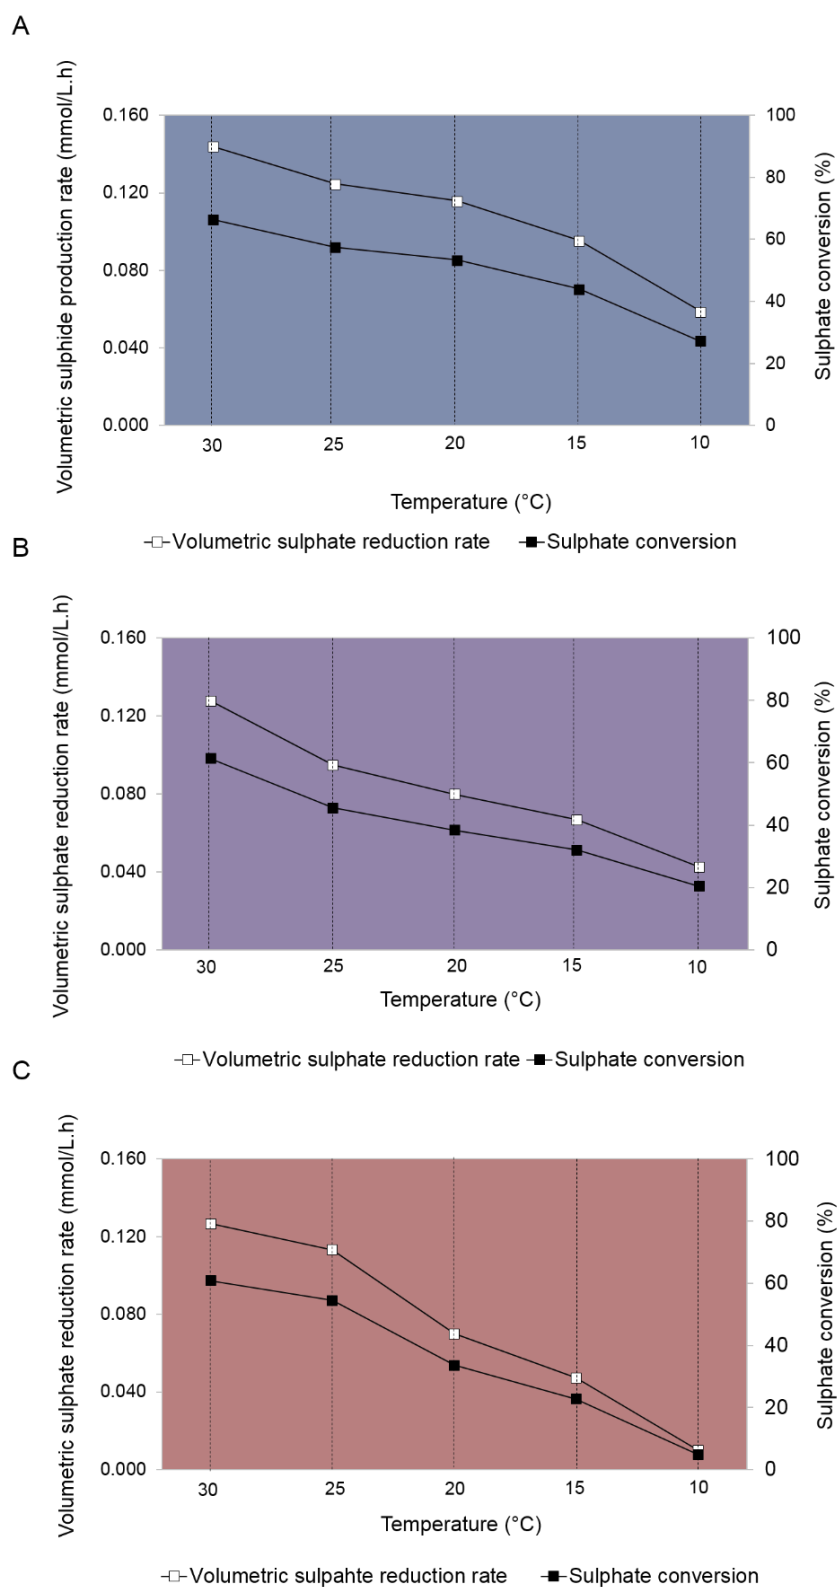 A
Volumetric sulphide production rate (mmol/L.h)
0.160
0.120
0.080
0.040
0.000
100
80
60
40
20
0
Sulphate conversion (%)
30 25 20 15 10
Temperature (°C)
Volumetric sulphate reduction rate Sulphate conversion
B
Volumetric sulphate reduction rate (mmol/L.h)
0.160
0.120
0.080
0.040
0.000
100
80
60
40
20
0
Sulphate conversion (%)
30 25 20 15 10
Temperature (°C)
Volumetric sulphate reduction rate Sulphate conversion
C
Volumetric sulphate reduction rate (mmol/L.h)
0.160
0.120
0.080
0.040
0.000
100
80
60
40
20
0
Sulphate conversion (%)
30 25 20 15 10
Temperature (°C)
Volumetric sulpahte reduction rate Sulphate conversion